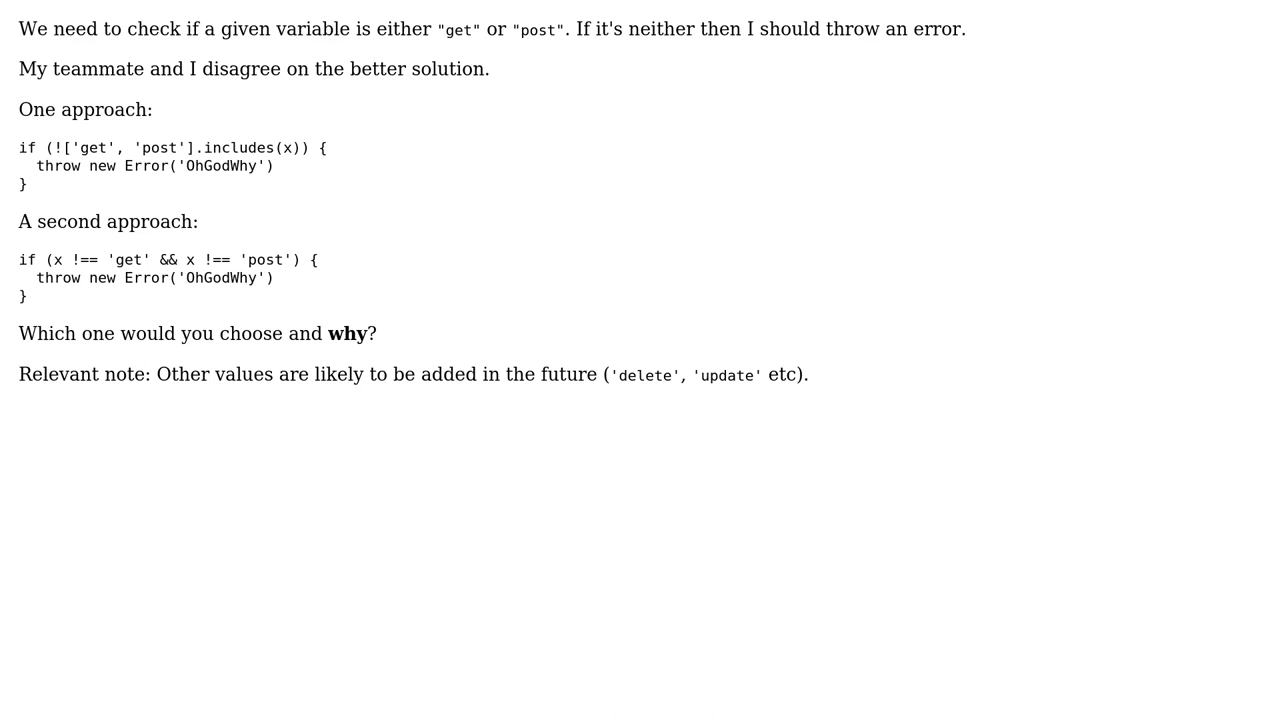 We need to check if a given variable is either "get" or "post". If it's neither then I should throw an error.
My teammate and I disagree on the better solution.
One approach:
if (!['get', 'post'].includes(x)) {
  throw new Error('OhGodWhy')
}
A second approach:
if (x !== 'get' && x !== 'post') {
  throw new Error('OhGodWhy')
}
Which one would you choose and why?
Relevant note: Other values are likely to be added in the future ('delete', 'update' etc).